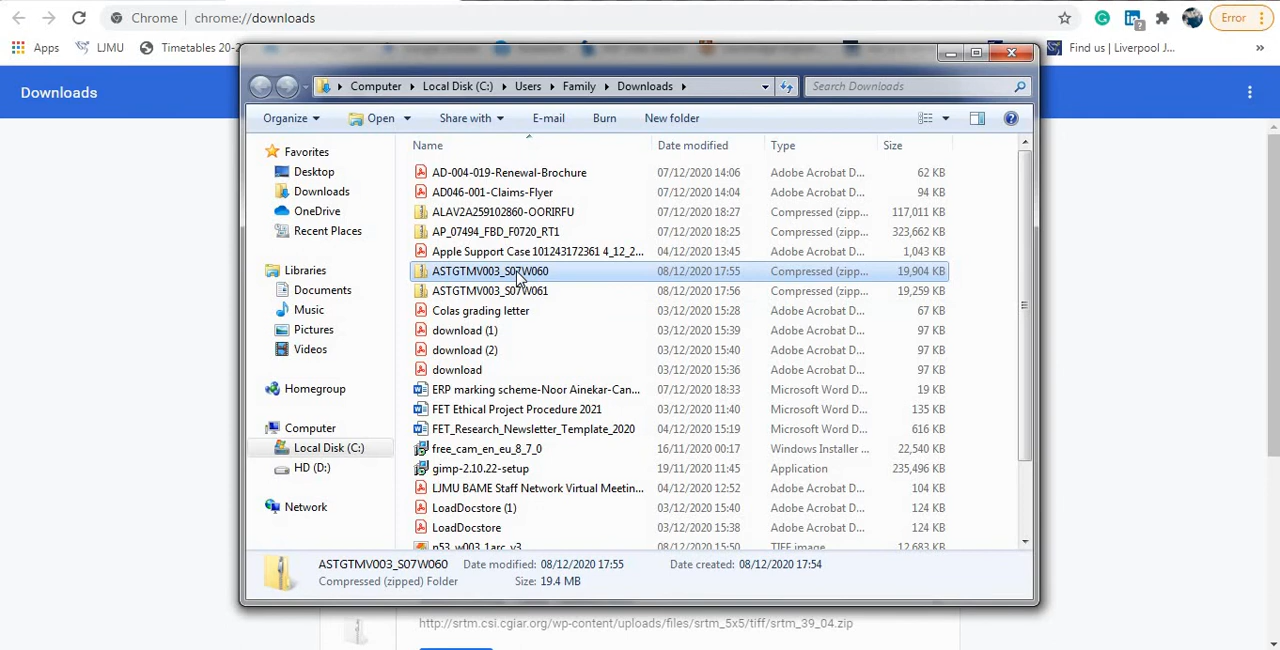 Chrome | chrome://downloads
Error
Apps LJMU Timetables 20-2 Find us | Liverpool J... »
Downloads
Computer Local Disk (C:) Users Family Downloads
Search Downloads
Organize Open Share with E-mail Burn New folder
Name Date modified Type Size
Favorites
Desktop
Downloads
OneDrive
Recent Places
Libraries
Documents
Music
Pictures
Videos
Homegroup
Computer
Local Disk (C:)
HD (D:)
Network
AD-004-019-Renewal-Brochure 07/12/2020 14:06 Adobe Acrobat D... 62 KB
AD046-001-Claims-Flyer 07/12/2020 14:04 Adobe Acrobat D... 94 KB
ALAV2A259102860-OORIRFU 07/12/2020 18:27 Compressed (zipp... 117,011 KB
AP_07494_FBD_F0720_RT1 07/12/2020 18:25 Compressed (zipp... 323,662 KB
Apple Support Case 101243172361 4_12_2... 04/12/2020 13:45 Adobe Acrobat D... 1,043 KB
ASTGTMV003_S07W060 08/12/2020 17:55 Compressed (zipp... 19,904 KB
ASTGTMV003_S07W061 08/12/2020 17:56 Compressed (zipp... 19,259 KB
Colas grading letter 03/12/2020 15:28 Adobe Acrobat D... 67 KB
download (1) 03/12/2020 15:39 Adobe Acrobat D... 97 KB
download (2) 03/12/2020 15:40 Adobe Acrobat D... 97 KB
download 03/12/2020 15:36 Adobe Acrobat D... 97 KB
ERP marking scheme-Noor Ainekar-Can... 07/12/2020 18:33 Microsoft Word D... 19 KB
FET Ethical Project Procedure 2021 03/12/2020 11:40 Microsoft Word D... 135 KB
FET_Research_Newsletter_Template_2020 04/12/2020 15:19 Microsoft Word D... 616 KB
free_cam_en_eu_8_7_0 16/11/2020 00:17 Windows Installer ... 22,540 KB
gimp-2.10.22-setup 19/11/2020 11:45 Application 235,496 KB
LJMU BAME Staff Network Virtual Meetin... 04/12/2020 12:52 Adobe Acrobat D... 104 KB
LoadDocstore (1) 03/12/2020 15:40 Adobe Acrobat D... 124 KB
LoadDocstore 03/12/2020 15:38 Adobe Acrobat D... 124 KB
n53_w003_1arc_v3 08/12/2020 15:50 TIFF image 12,683 KB
ASTGTMV003_S07W060 Date modified: 08/12/2020 17:55 Date created: 08/12/2020 17:54
Compressed (zipped) Folder Size: 19.4 MB
http://srtm.csi.cgiar.org/wp-content/uploads/files/srtm_5x5/tiff/srtm_39_04.zip